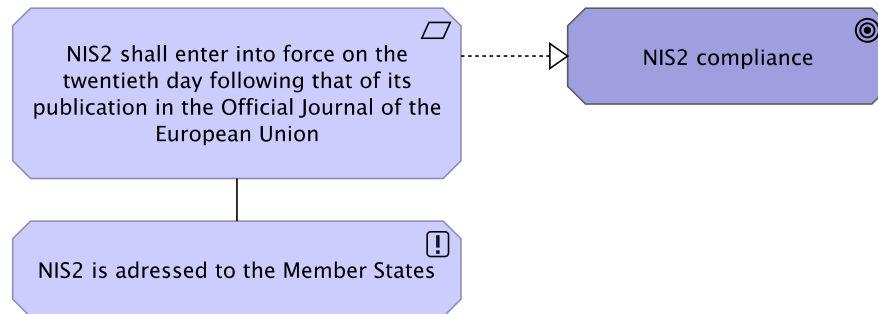 NIS2 shall enter into force on the
twentieth day following that of its
publication in the Official Journal of the
European Union
NIS2 compliance
NIS2 is adressed to the Member States